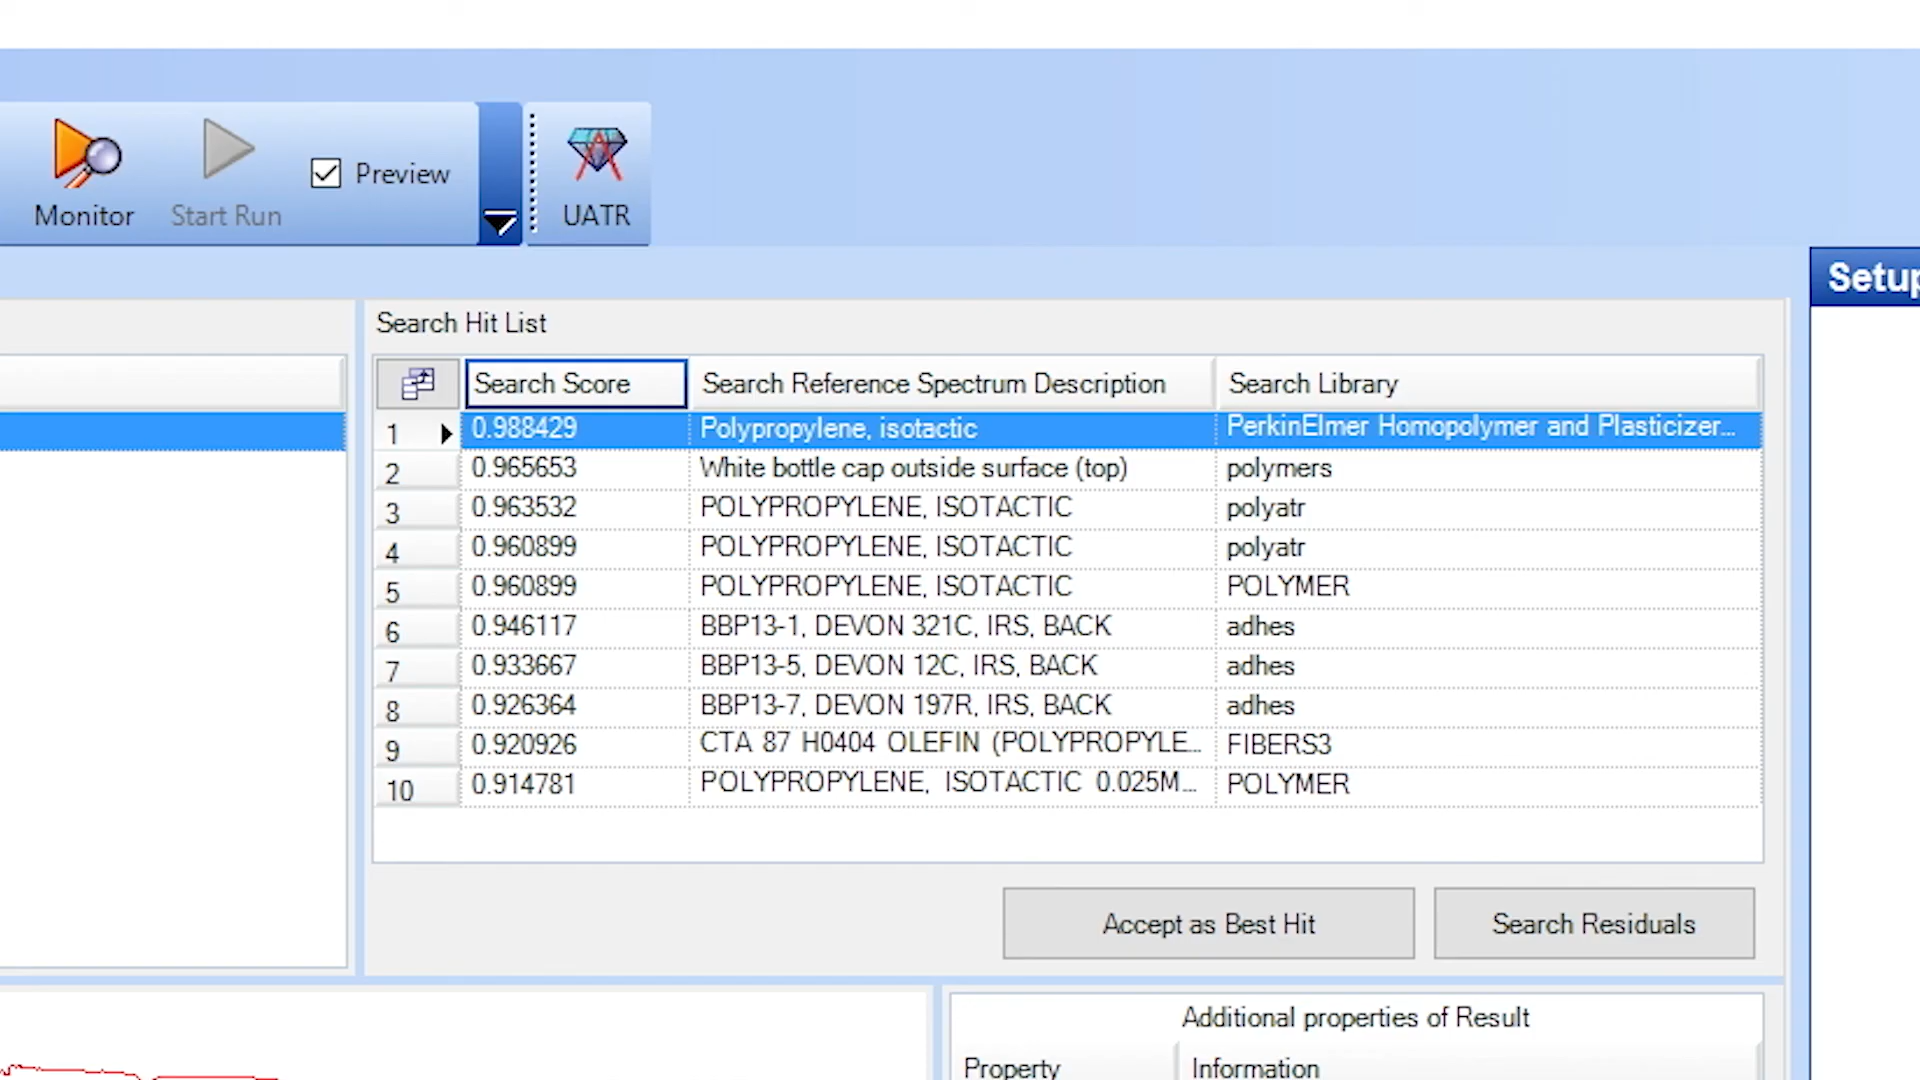 Monitor
Start Run
Preview
UATR
Setup
Search Hit List
Search Score Search Reference Spectrum Description Search Library
1 0.988429 Polypropylene, isotactic PerkinElmer Homopolymer and Plasticizer...
2 0.965653 White bottle cap outside surface (top) polymers
3 0.963532 POLYPROPYLENE, ISOTACTIC polyatr
4 0.960899 POLYPROPYLENE, ISOTACTIC polyatr
5 0.960899 POLYPROPYLENE, ISOTACTIC POLYMER
6 0.946117 BBP13-1, DEVON 321C, IRS, BACK adhes
7 0.933667 BBP13-5, DEVON 12C, IRS, BACK adhes
8 0.926364 BBP13-7, DEVON 197R, IRS, BACK adhes
9 0.920926 CTA 87 H0404 OLEFIN (POLYPROPYLE... FIBERS3
10 0.914781 POLYPROPYLENE, ISOTACTIC 0.025M... POLYMER
Accept as Best Hit
Search Residuals
Additional properties of Result
Property Information